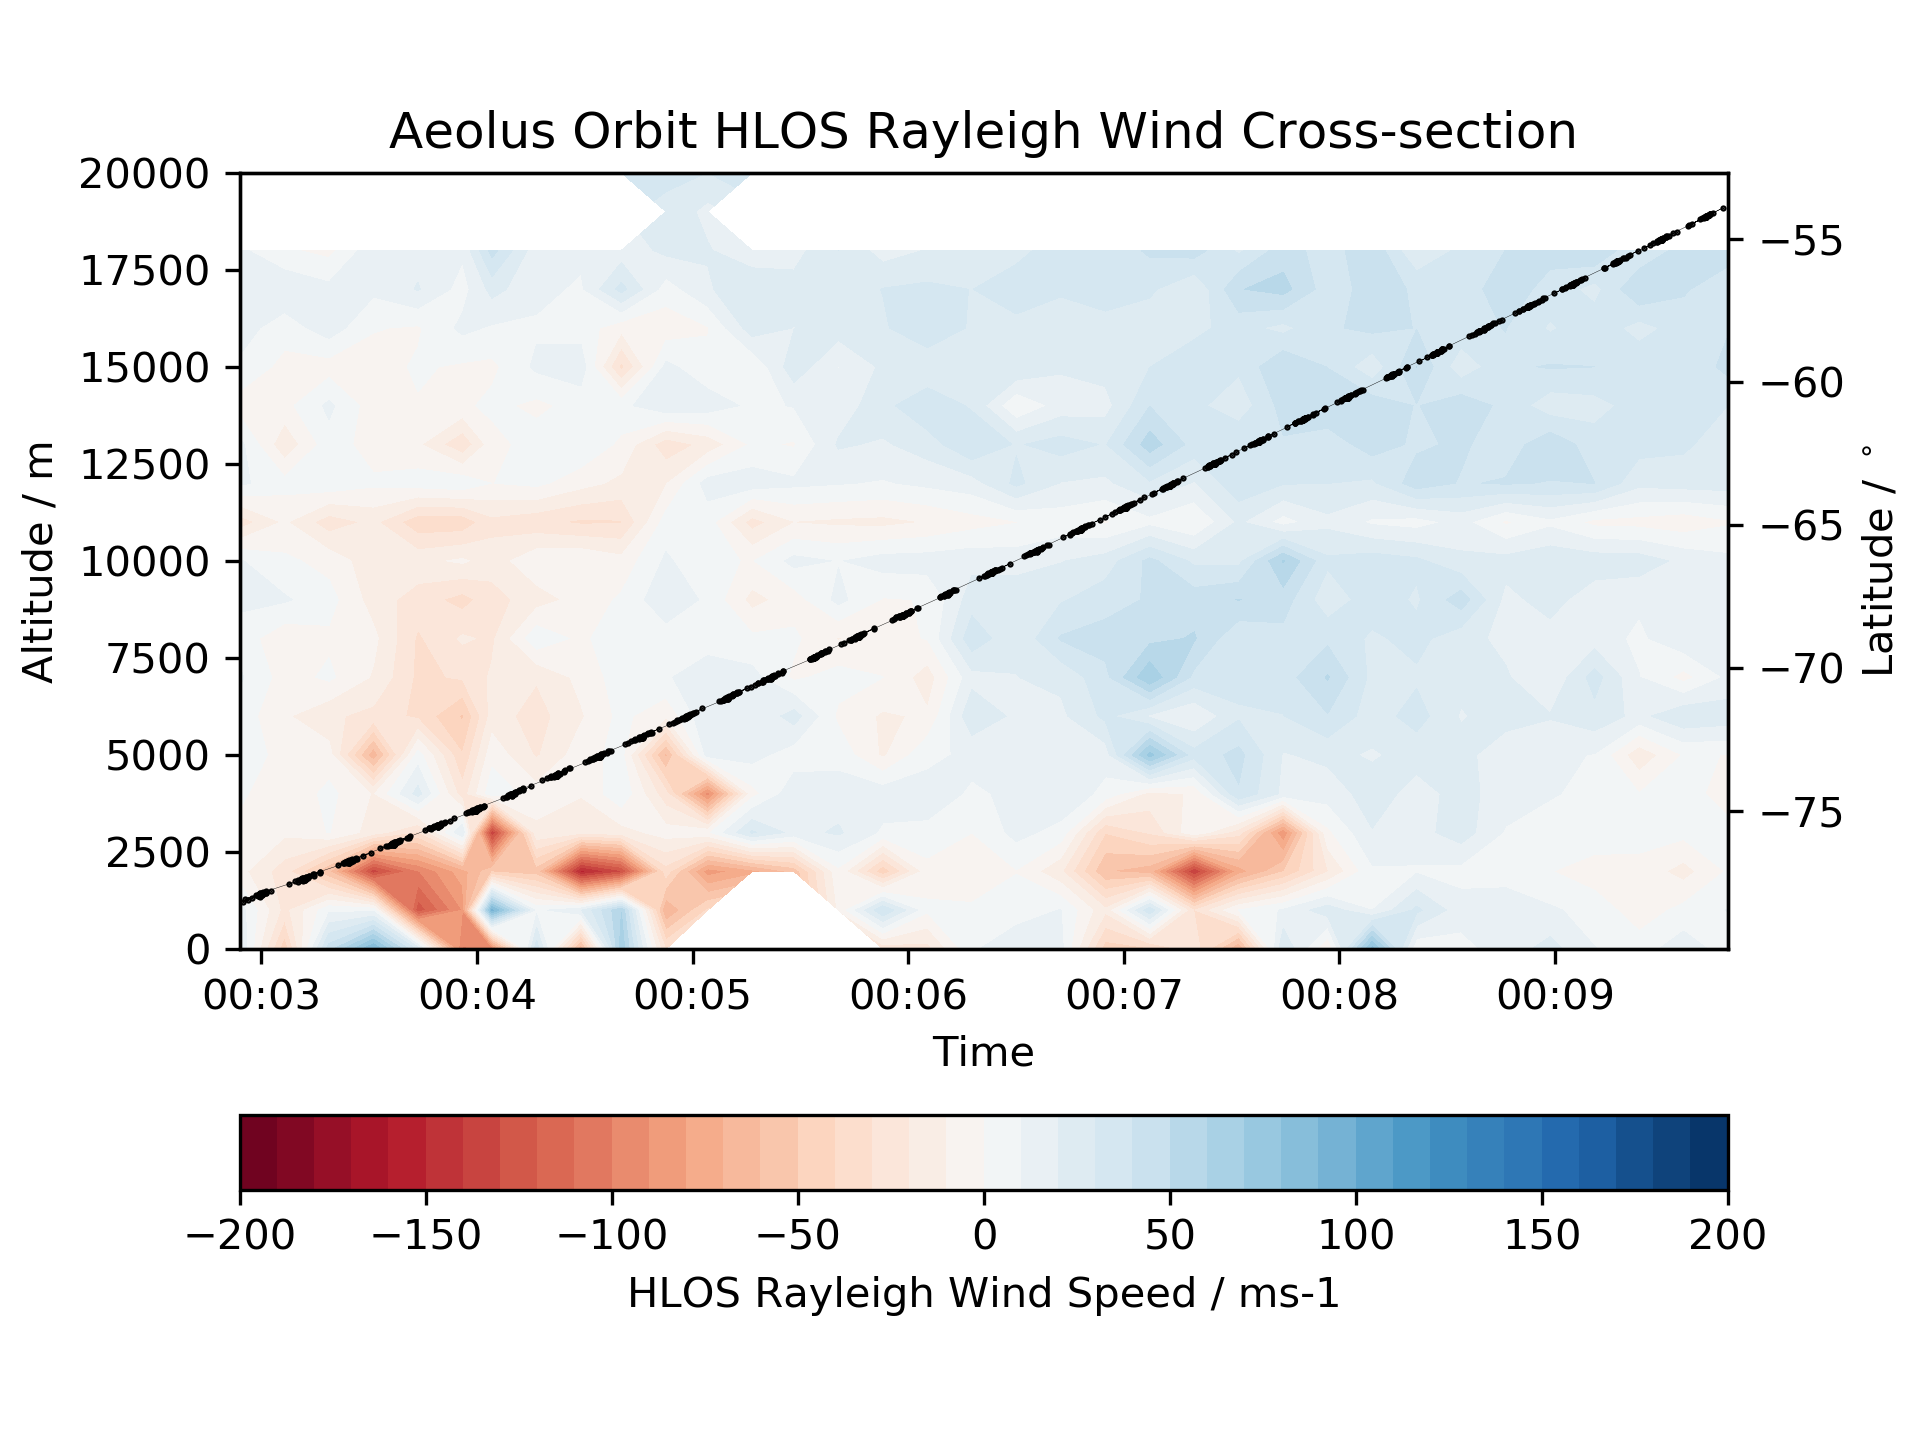 Aeolus Orbit HLOS Rayleigh Wind Cross-section
20000
17500
15000
12500
10000
7500
5000
2500
0
Altitude / m
−55
−60
−65
−70
−75
Latitude / °
00:03 00:04 00:05 00:06 00:07 00:08 00:09
Time
−200 −150 −100 −50 0 50 100 150 200
HLOS Rayleigh Wind Speed / ms-1